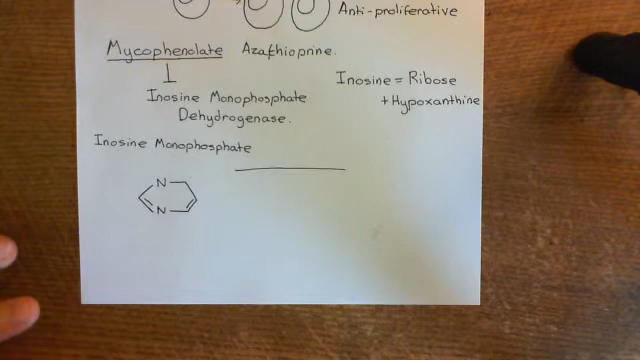 Anti-proliferative
Mycophenolate Azathioprine.
Inosine = Ribose
+ Hypoxanthine
Inosine Monophosphate
Dehydrogenase.
Inosine Monophosphate
N
N